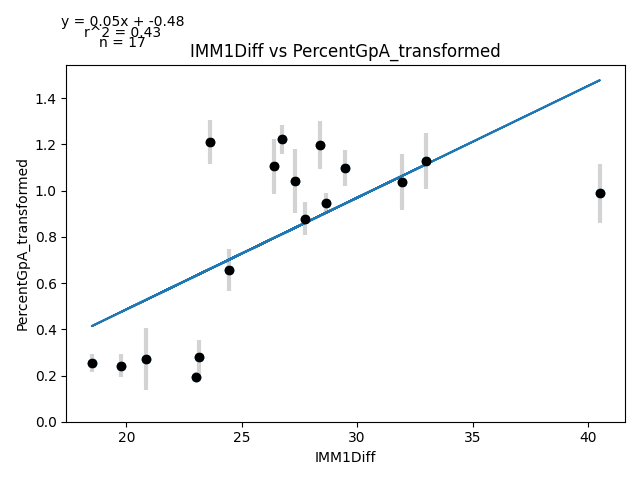 y = 0.05x + -0.48
r^2 = 0.43
n = 17
IMM1Diff vs PercentGpA_transformed
PercentGpA_transformed
1.4
1.2
1.0
0.8
0.6
0.4
0.2
0.0
20 25 30 35 40
IMM1Diff